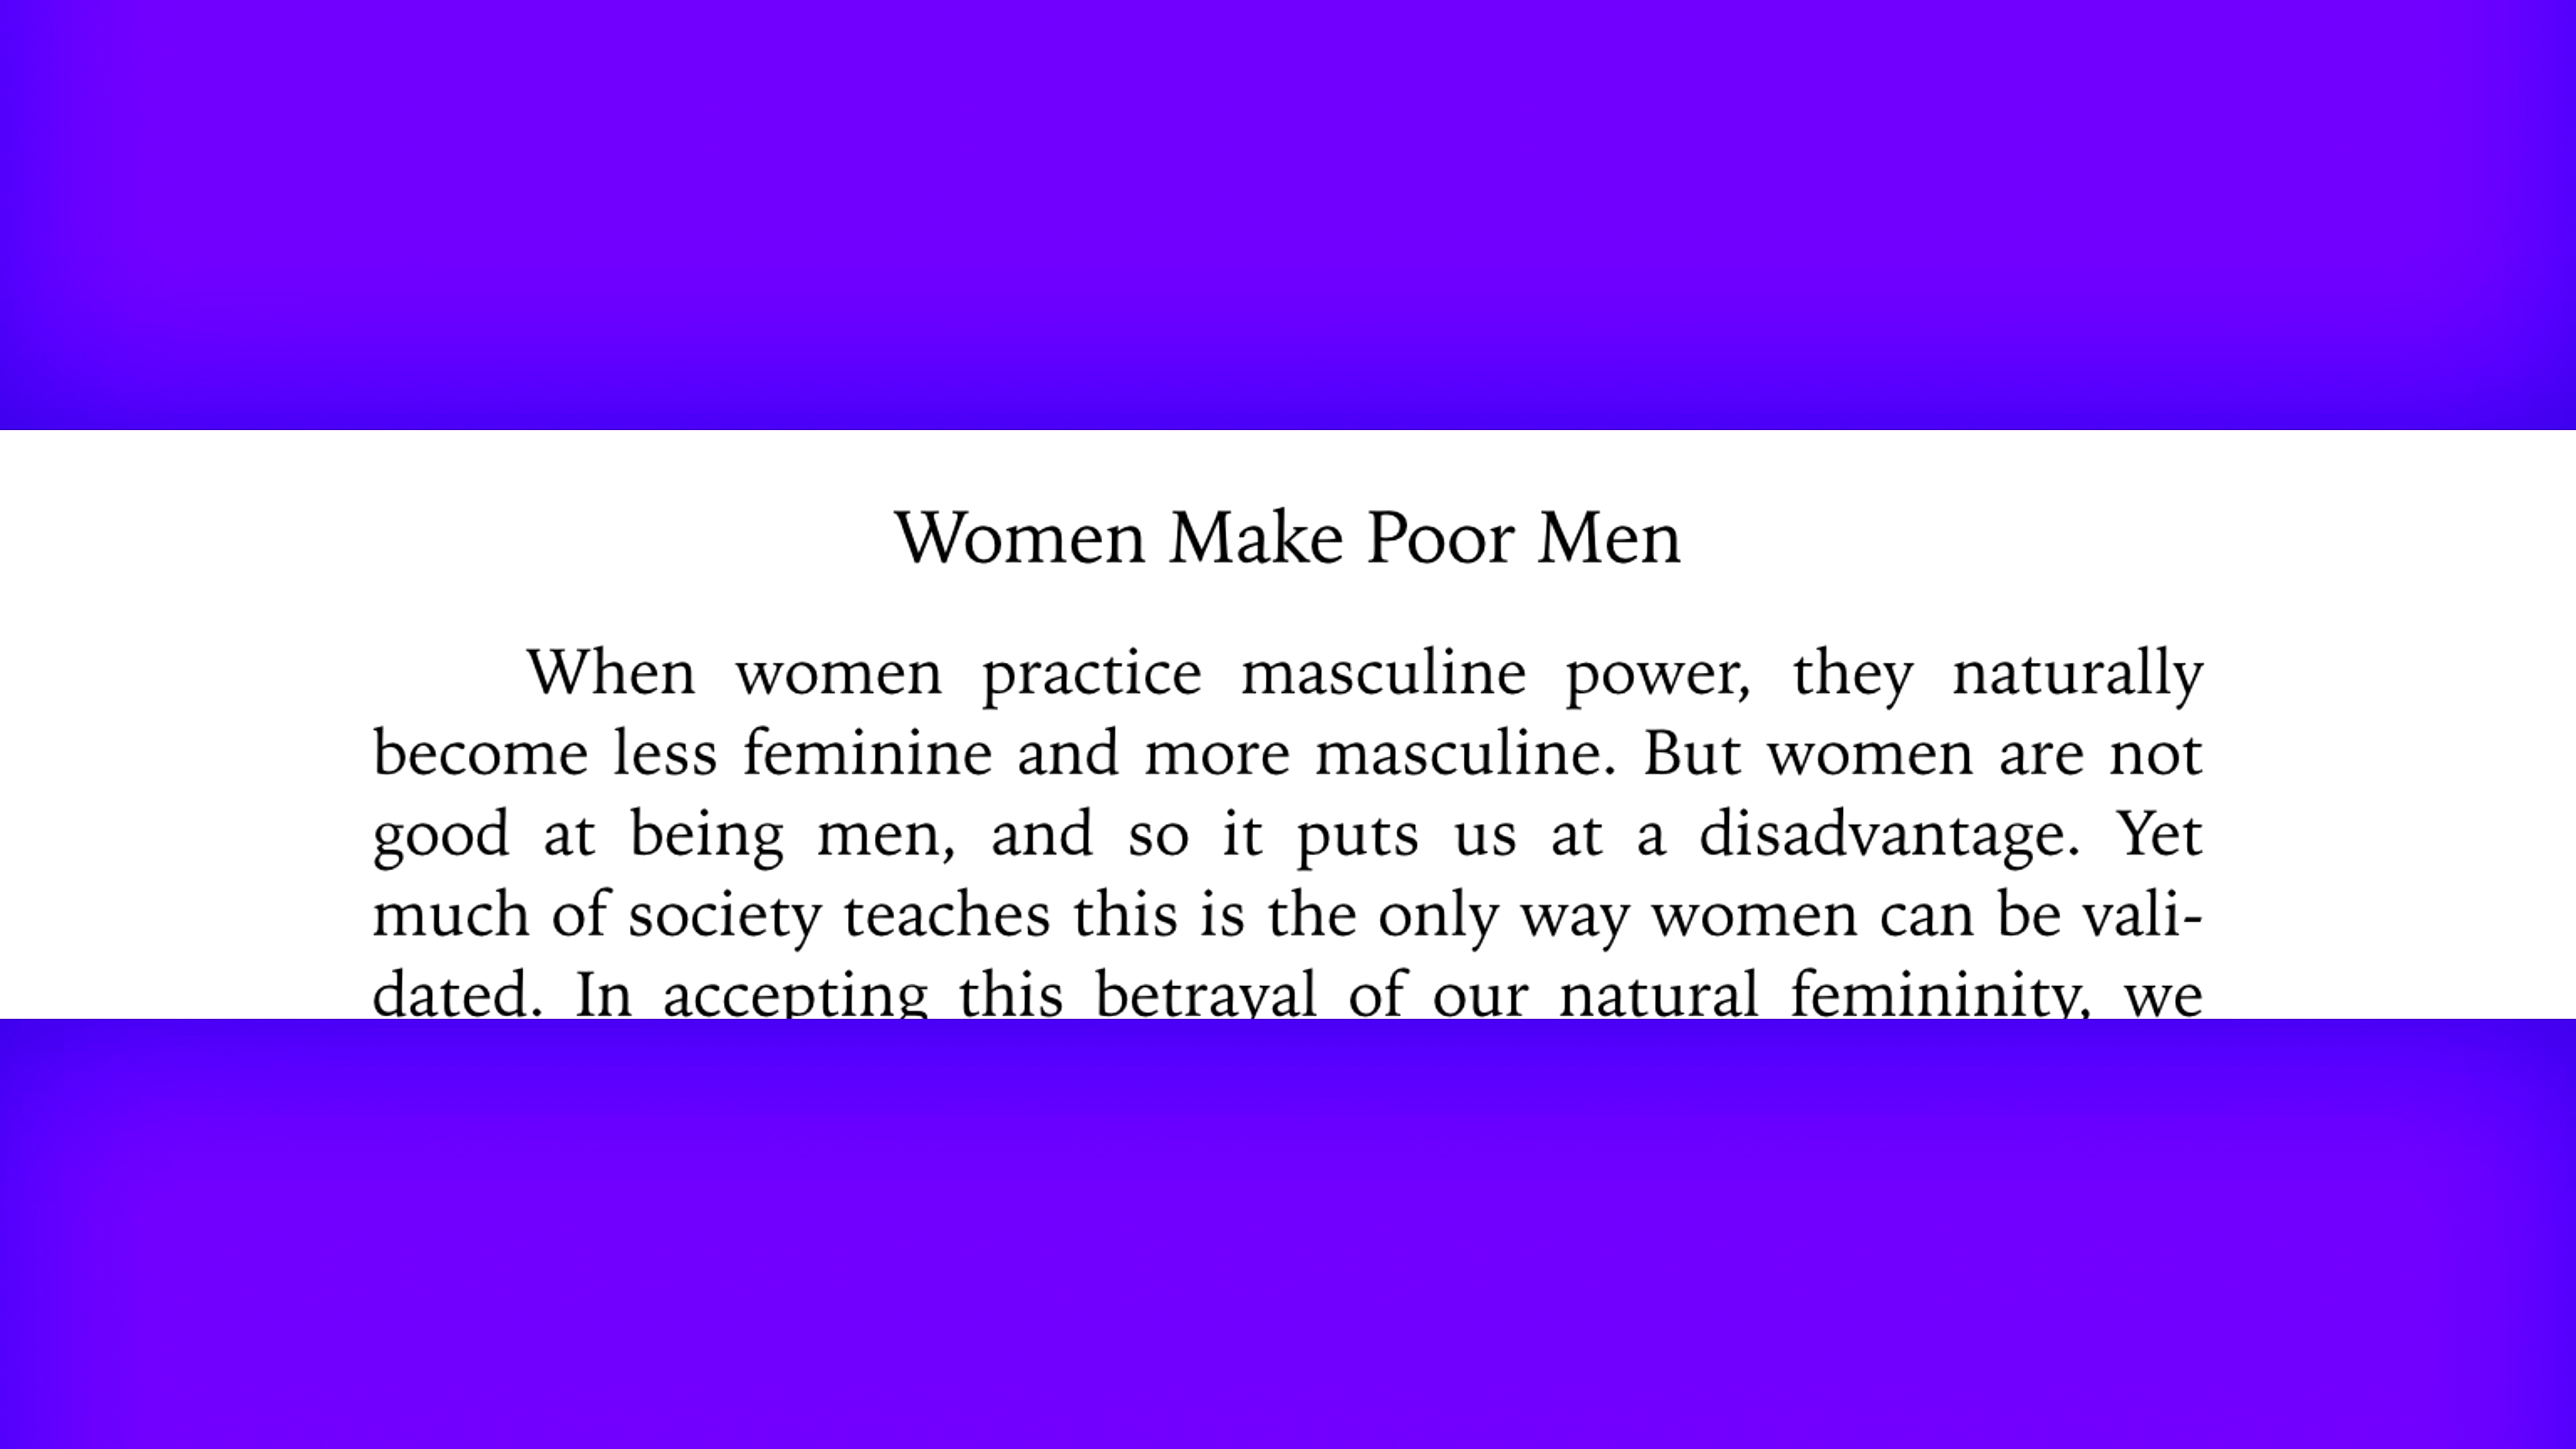 Women Make Poor Men
When women practice masculine power, they naturally
become less feminine and more masculine. But women are not
good at being men, and so it puts us at a disadvantage. Yet
much of society teaches this is the only way women can be vali-
dated. In accepting this betrayal of our natural femininity, we